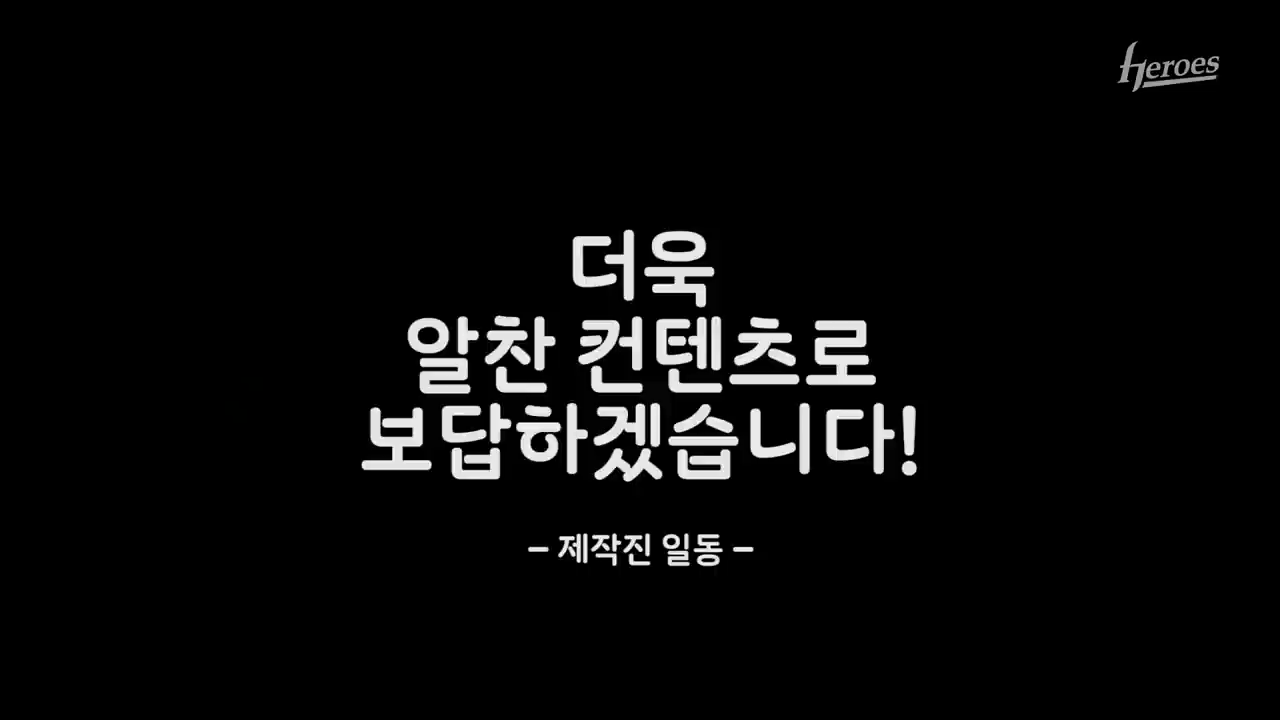 heroes
더욱
알찬 컨텐츠로
보답하겠습니다!
– 제작진 일동 –